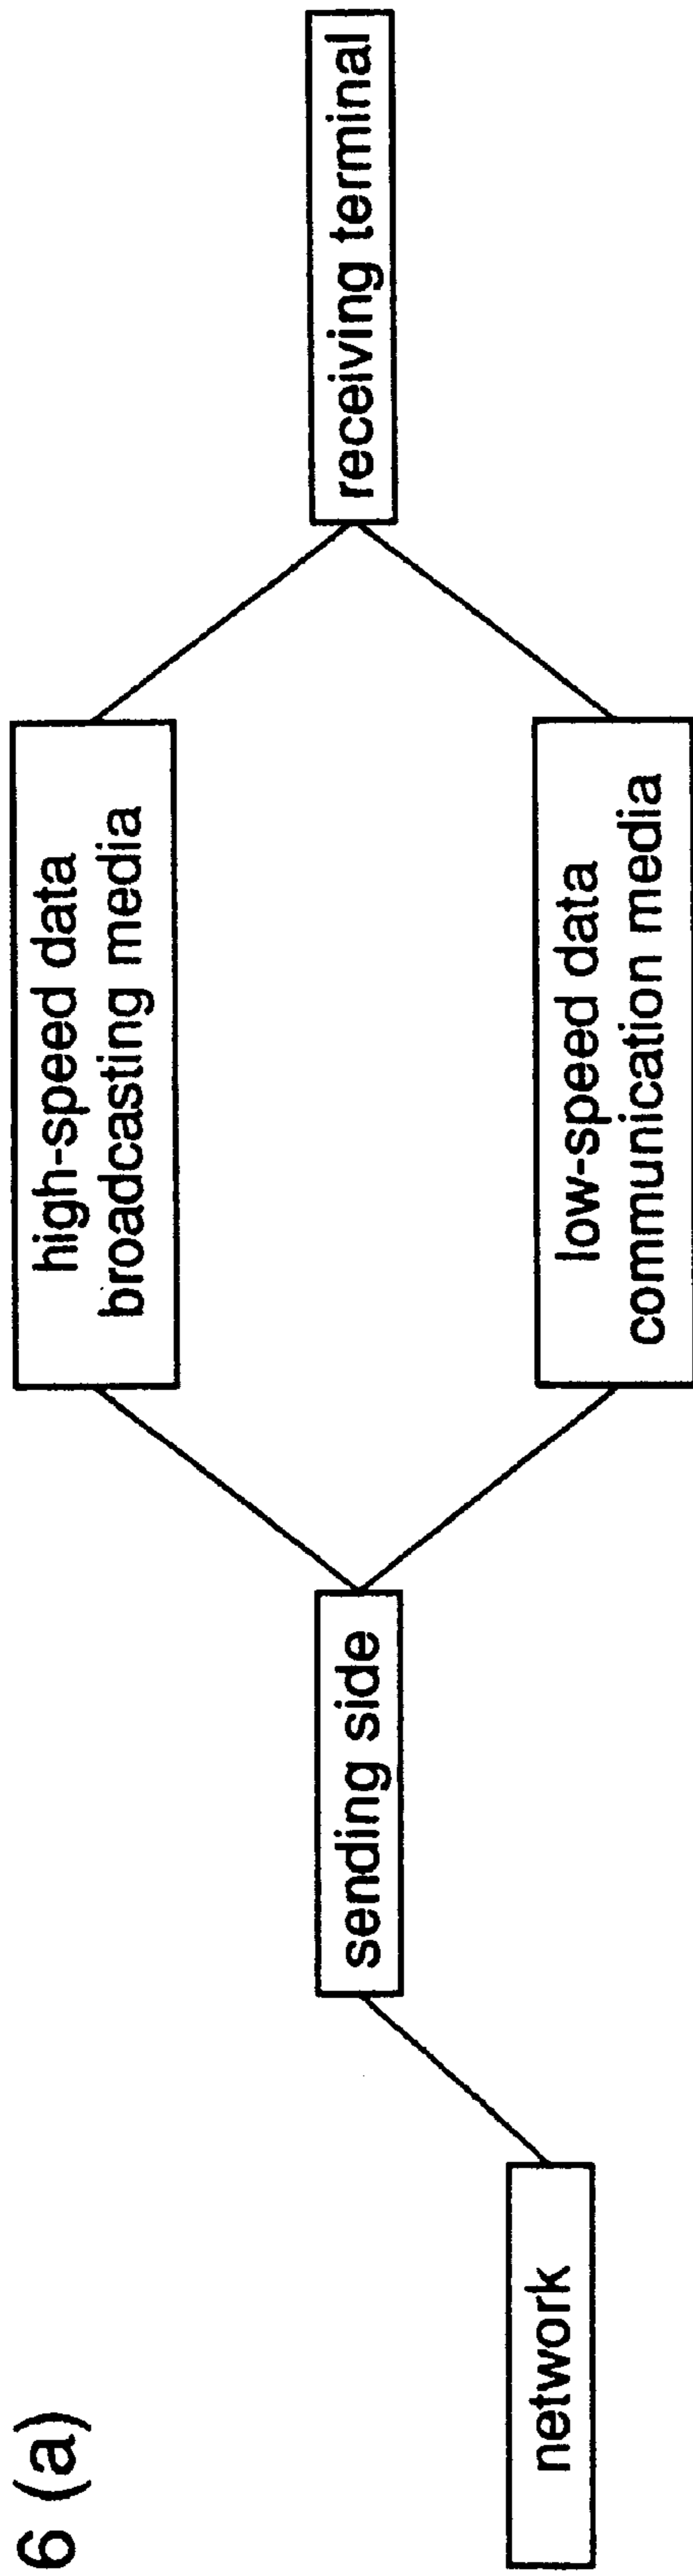 6 (a)
network
sending side
high-speed data
broadcasting media
low-speed data
communication media
receiving terminal